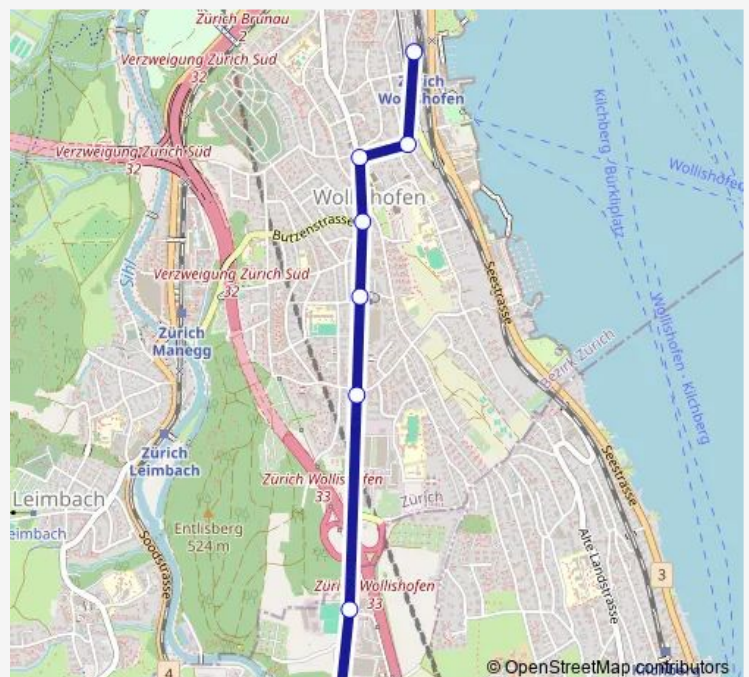 Zürich Brunau
2
Verzweigung Zürich Süd
32
Zürich
Wollishofen
Verzweigung Zürich Süd
32
Kilchberg / Bürkliplatz
Wollishofen
Wollishofen
Butzenstrasse
Sihl
Verzweigung Zürich Süd
32
Seestrasse
Zürich
Manegg
Wollishofen - Kilchberg
Bezirk Zürich
Zürich
Leimbach
Seestrasse
Zürich Wollishofen
33
Leimbach
Zürich
Leimbach
Entlisberg
524 m
Soodstrasse
Alte Landstrasse
3
Zürich Wollishofen
33
4
4
© OpenStreetMap contributors